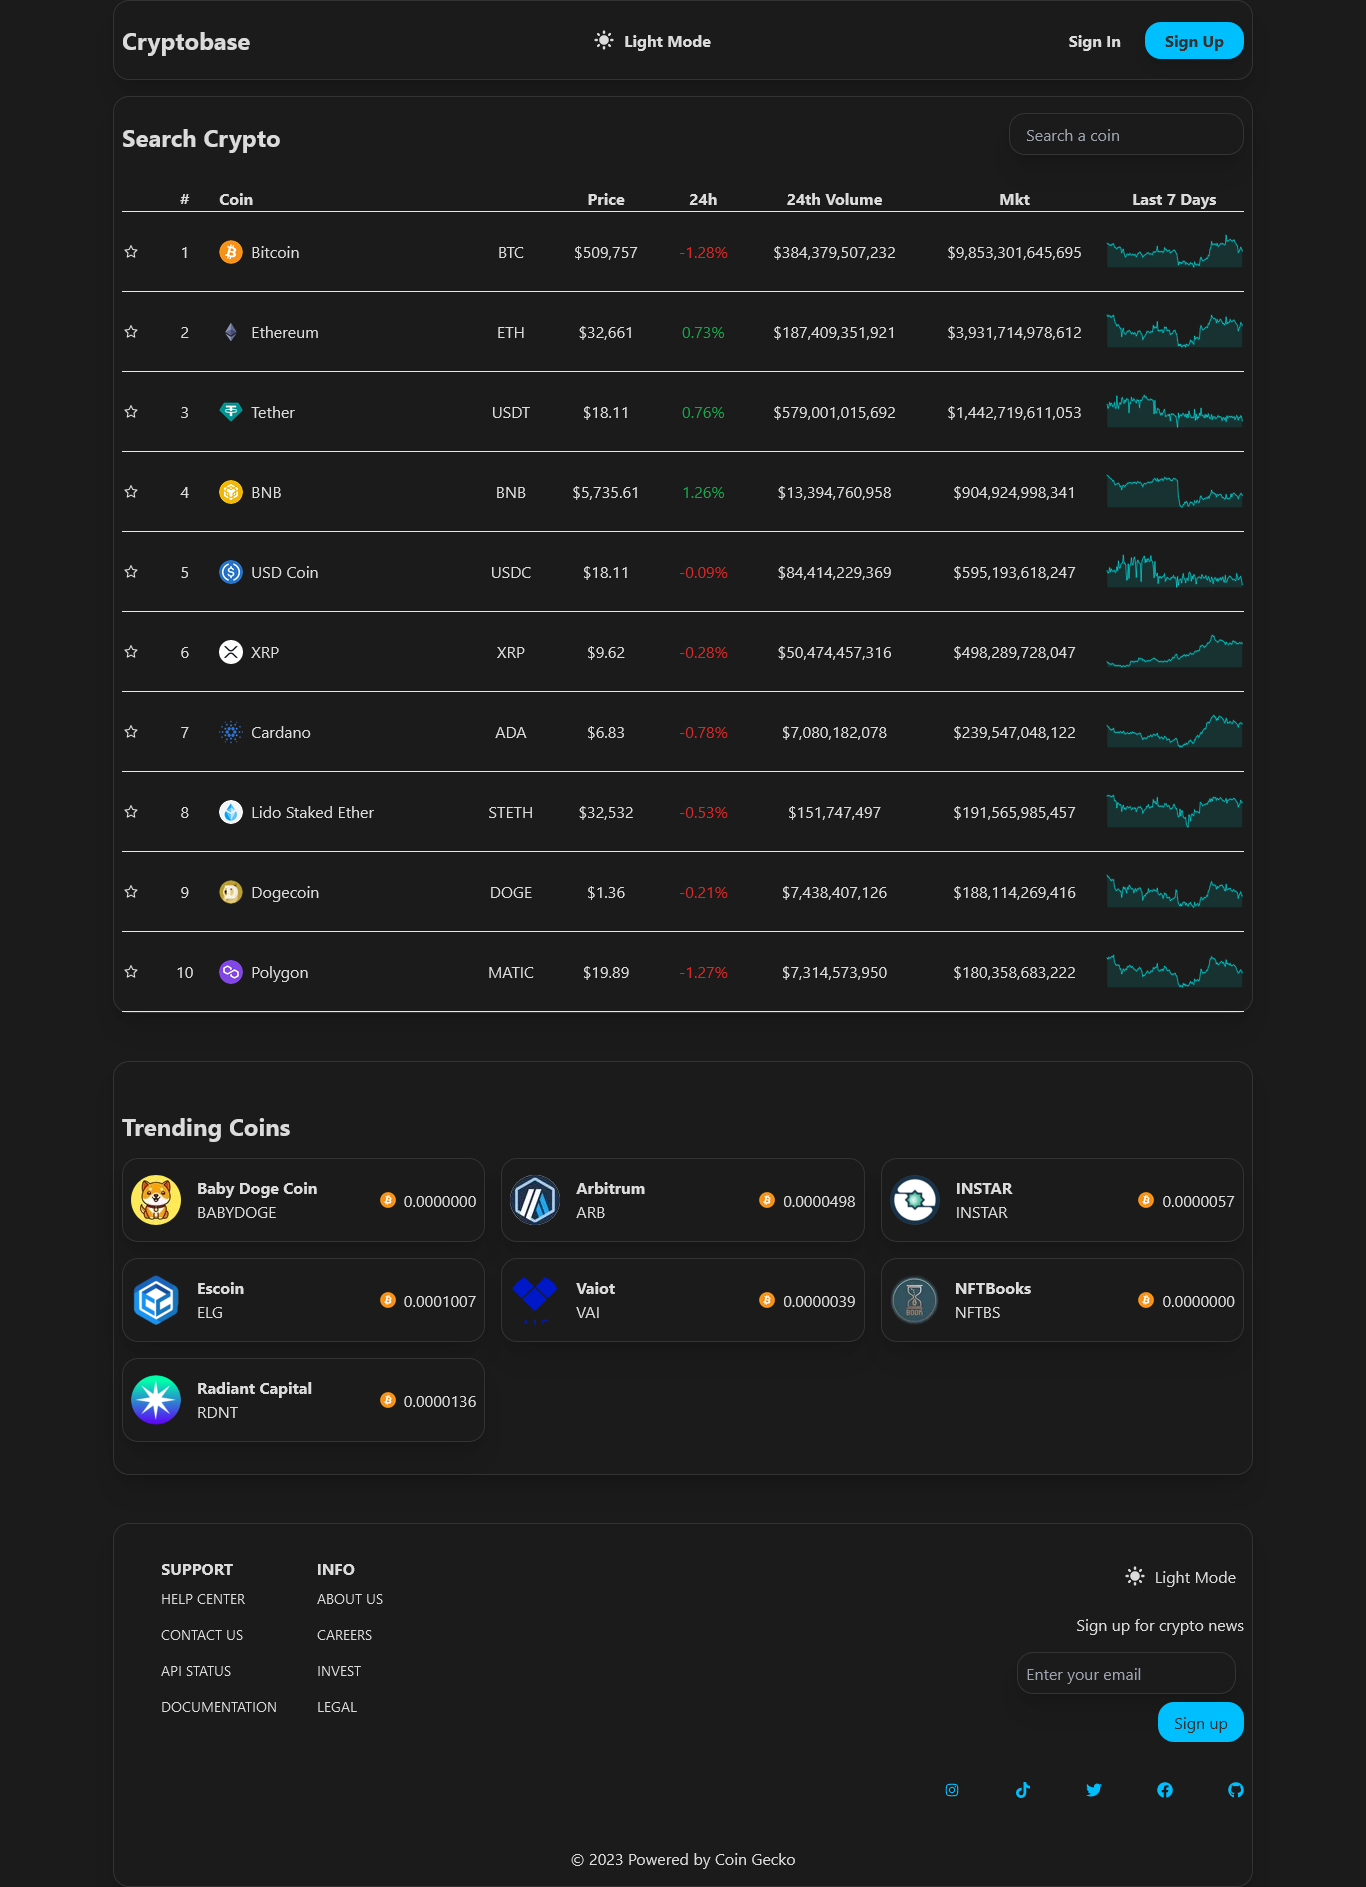 Cryptobase
Light Mode
Sign In
Sign Up
Search Crypto
Search a coin
# Coin Price 24h 24th Volume Mkt Last 7 Days
1 Bitcoin BTC $509,757 -1.28% $384,379,507,232 $9,853,301,645,695
2 Ethereum ETH $32,661 0.73% $187,409,351,921 $3,931,714,978,612
3 Tether USDT $18.11 0.76% $579,001,015,692 $1,442,719,611,053
4 BNB BNB $5,735.61 1.26% $13,394,760,958 $904,924,998,341
5 USD Coin USDC $18.11 -0.09% $84,414,229,369 $595,193,618,247
6 XRP XRP $9.62 -0.28% $50,474,457,316 $498,289,728,047
7 Cardano ADA $6.83 -0.78% $7,080,182,078 $239,547,048,122
8 Lido Staked Ether STETH $32,532 -0.53% $151,747,497 $191,565,985,457
9 Dogecoin DOGE $1.36 -0.21% $7,438,407,126 $188,114,269,416
10 Polygon MATIC $19.89 -1.27% $7,314,573,950 $180,358,683,222
Trending Coins
Baby Doge Coin
BABYDOGE
0.0000000
Arbitrum
ARB
0.0000498
INSTAR
INSTAR
0.0000057
Escoin
ELG
0.0001007
Vaiot
VAI
0.0000039
NFTBooks
NFTBS
0.0000000
Radiant Capital
RDNT
0.0000136
SUPPORT
HELP CENTER
CONTACT US
API STATUS
DOCUMENTATION
INFO
ABOUT US
CAREERS
INVEST
LEGAL
Light Mode
Sign up for crypto news
Enter your email
Sign up
© 2023 Powered by Coin Gecko